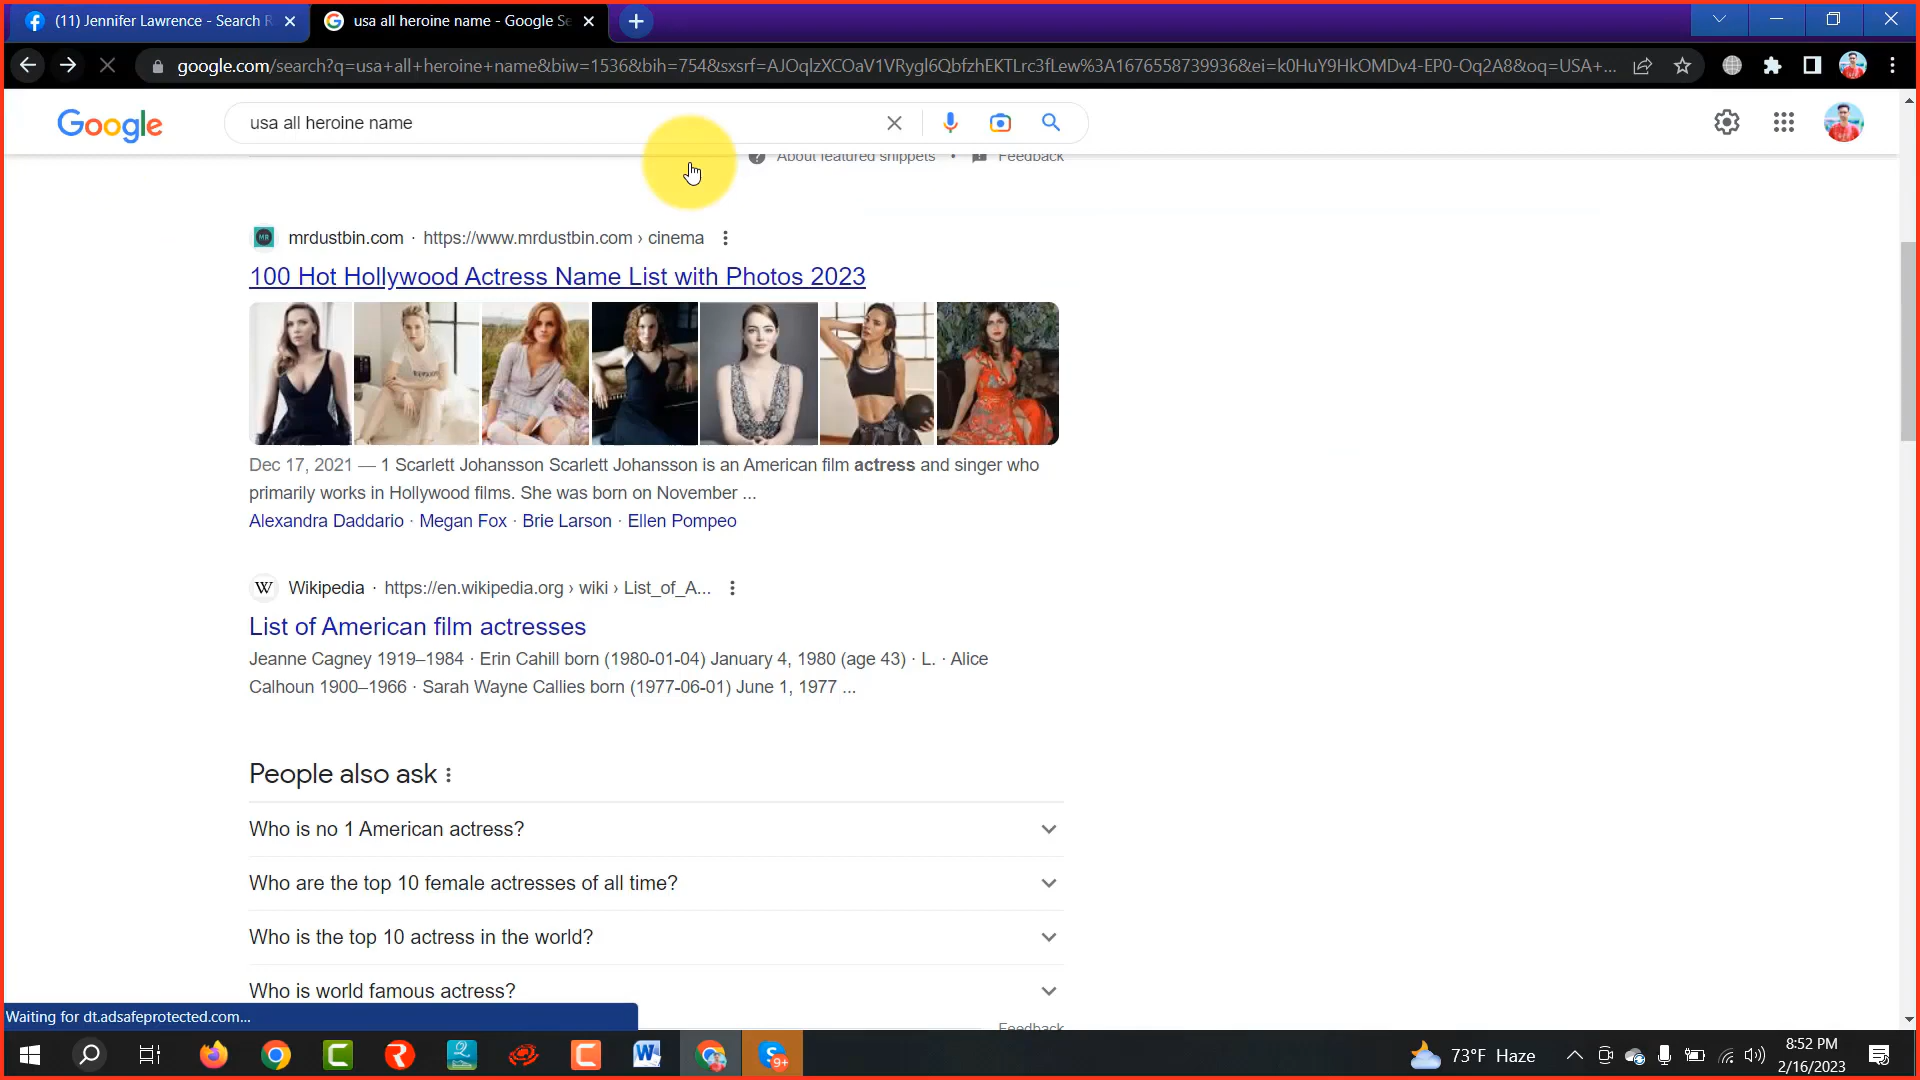 (11) Jennifer Lawrence - Search R
usa all heroine name - Google Se
google.com/search?q=usa+all+heroine+name&biw=1536&bih=754&sxsrf=AJOqlzXCOaV1VRygl6QbfzhEKTLrc3fLew%3A1676558739936&ei=k0HuY9HkOMDv4-EP0-Oq2A8&oq=USA+...
Google
usa all heroine name
About featured snippets • Feedback
MR
mrdustbin.com · https://www.mrdustbin.com › cinema
100 Hot Hollywood Actress Name List with Photos 2023
Dec 17, 2021 — 1 Scarlett Johansson Scarlett Johansson is an American film actress and singer who
primarily works in Hollywood films. She was born on November ...
Alexandra Daddario · Megan Fox · Brie Larson · Ellen Pompeo
W Wikipedia · https://en.wikipedia.org › wiki › List_of_A...
List of American film actresses
Jeanne Cagney 1919–1984 · Erin Cahill born (1980-01-04) January 4, 1980 (age 43) · L. · Alice
Calhoun 1900–1966 · Sarah Wayne Callies born (1977-06-01) June 1, 1977 ...
People also ask
Who is no 1 American actress?
Who are the top 10 female actresses of all time?
Who is the top 10 actress in the world?
Who is world famous actress?
Feedback
Waiting for dt.adsafeprotected.com...
9+
73°F Haze
8:52 PM
2/16/2023